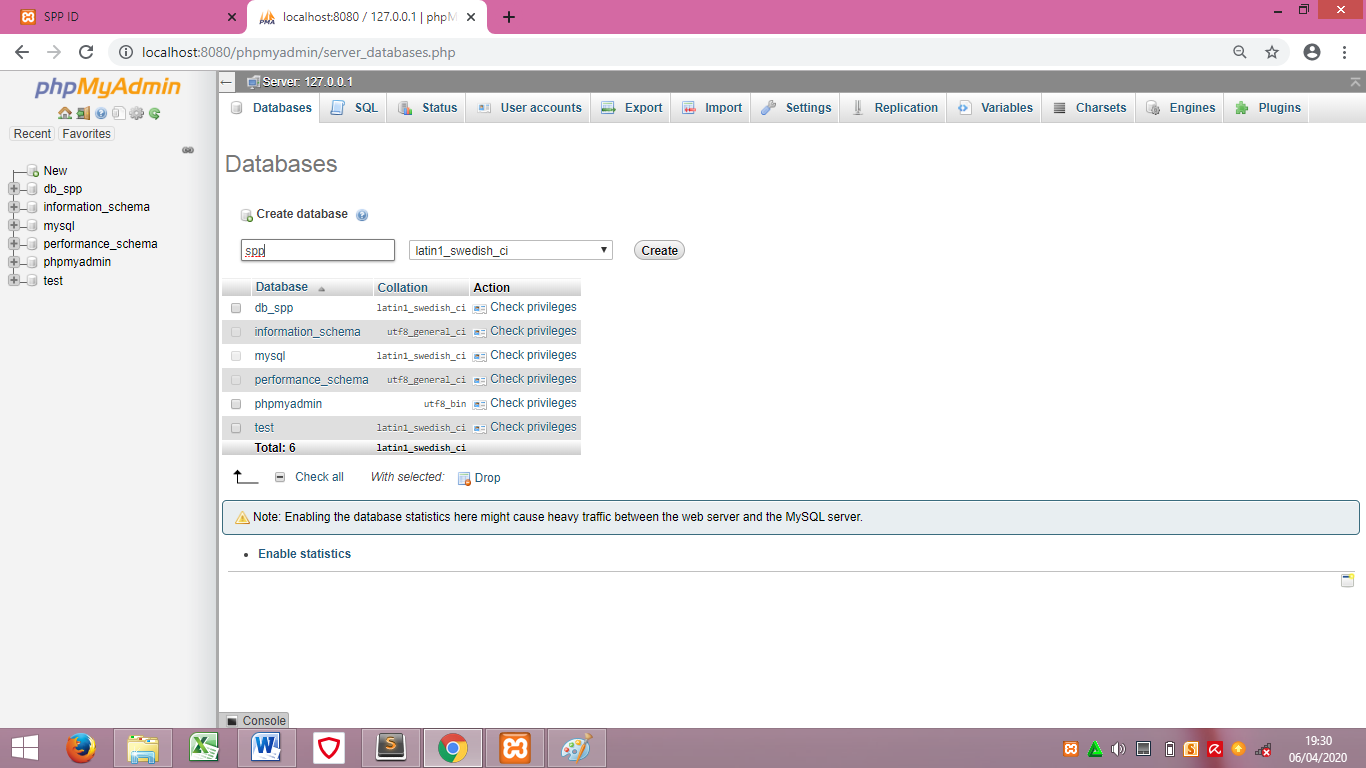 SPP ID
localhost:8080 / 127.0.0.1 | phpM
localhost:8080/phpmyadmin/server_databases.php
phpMyAdmin
Recent Favorites
New
db_spp
information_schema
mysql
performance_schema
phpmyadmin
test
Server: 127.0.0.1
Databases SQL Status User accounts Export Import Settings Replication Variables Charsets Engines Plugins
Databases
Create database
spp latin1_swedish_ci Create
Database Collation Action
db_spp latin1_swedish_ci Check privileges
information_schema utf8_general_ci Check privileges
mysql latin1_swedish_ci Check privileges
performance_schema utf8_general_ci Check privileges
phpmyadmin utf8_bin Check privileges
test latin1_swedish_ci Check privileges
Total: 6 latin1_swedish_ci
Check all With selected: Drop
Note: Enabling the database statistics here might cause heavy traffic between the web server and the MySQL server.
• Enable statistics
Console
19:30
06/04/2020